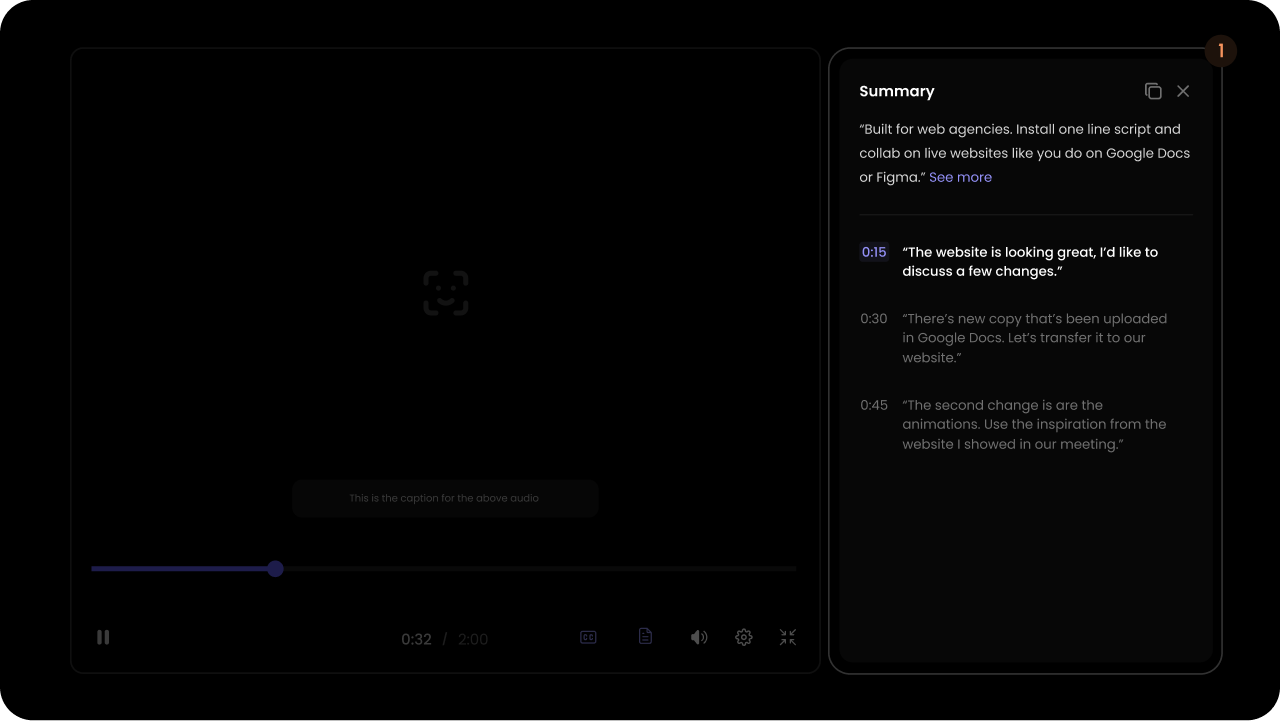 1
Summary
“Built for web agencies. Install one line script and
collab on live websites like you do on Google Docs
or Figma.” See more
0:15 “The website is looking great, I’d like to
discuss a few changes.”
0:30 “There’s new copy that’s been uploaded
in Google Docs. Let’s transfer it to our
website.”
0:45 “The second change is are the
animations. Use the inspiration from the
website I showed in our meeting.”
This is the caption for the above audio
0:32 / 2:00
CC